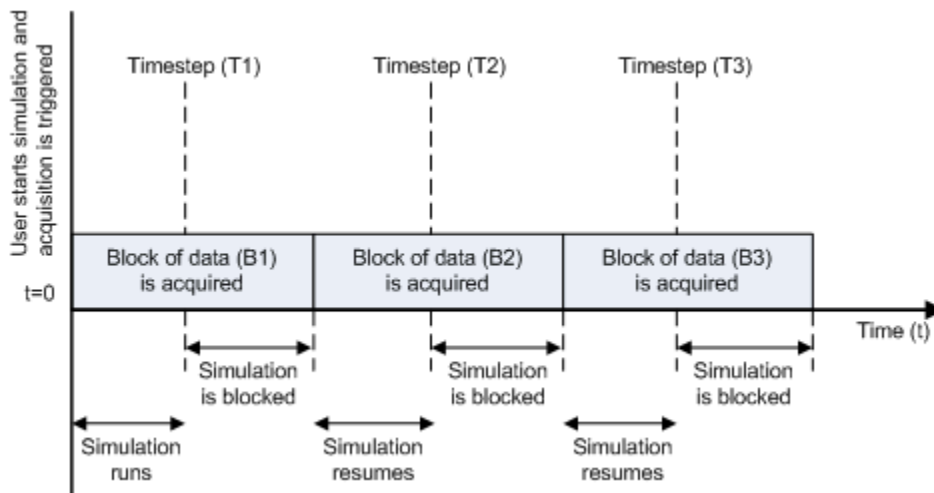 User starts simulation and
acquisition is triggered
Timestep (T1)
Timestep (T2)
Timestep (T3)
Block of data (B1)
is acquired
Block of data (B2)
is acquired
Block of data (B3)
is acquired
t=0
Time (t)
Simulation
is blocked
Simulation
is blocked
Simulation
is blocked
Simulation
runs
Simulation
resumes
Simulation
resumes